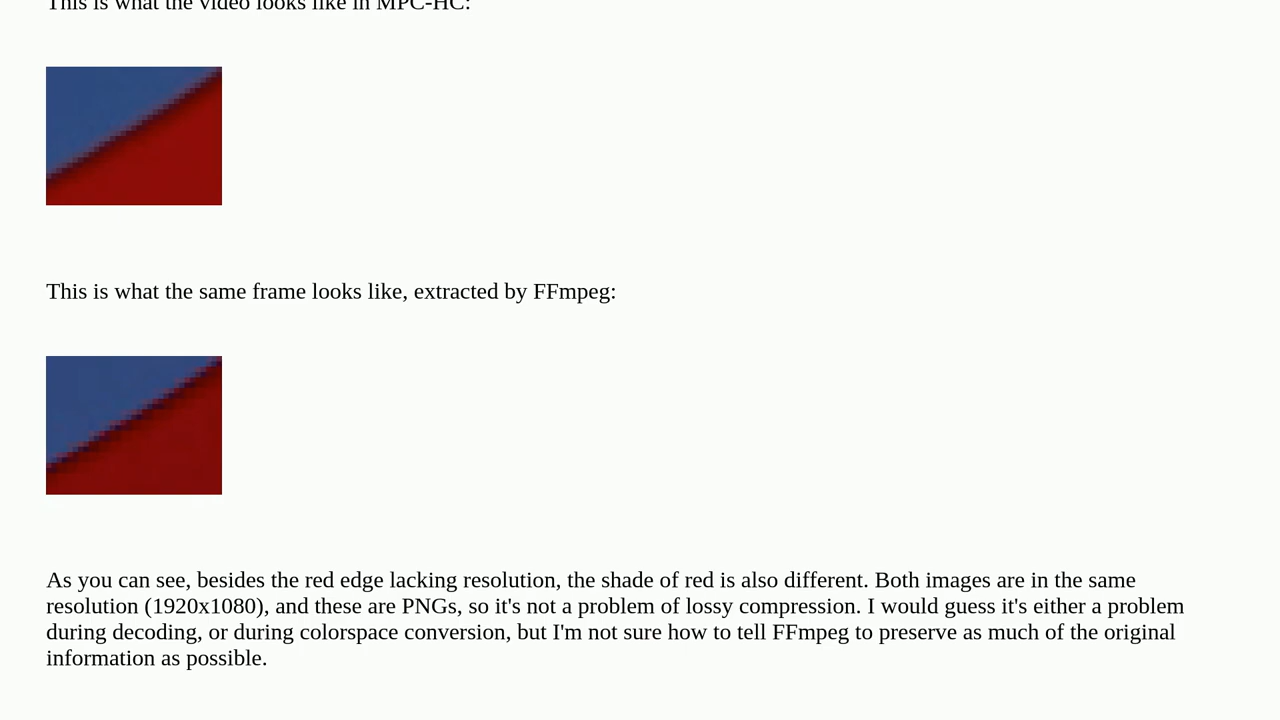 This is what the video looks like in MPC-HC:
This is what the same frame looks like, extracted by FFmpeg:
As you can see, besides the red edge lacking resolution, the shade of red is also different. Both images are in the same
resolution (1920x1080), and these are PNGs, so it's not a problem of lossy compression. I would guess it's either a problem
during decoding, or during colorspace conversion, but I'm not sure how to tell FFmpeg to preserve as much of the original
information as possible.